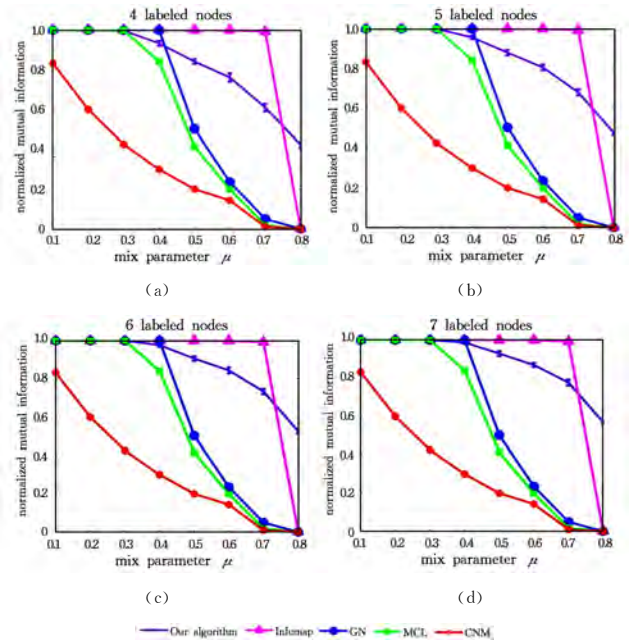 4 labeled nodes
5 labeled nodes
normalized mutual information
1.0
0.8
0.6
0.4
0.2
0
0.1 0.2 0.3 0.4 0.5 0.6 0.7 0.8
mix parameter μ
(a)
normalized mutual information
1.0
0.8
0.6
0.4
0.2
0
0.1 0.2 0.3 0.4 0.5 0.6 0.7 0.8
mix parameter μ
(b)
6 labeled nodes
7 labeled nodes
normalized mutual information
1.0
0.8
0.6
0.4
0.2
0
0.1 0.2 0.3 0.4 0.5 0.6 0.7 0.8
mix parameter μ
(c)
normalized mutual information
1.0
0.8
0.6
0.4
0.2
0
0.1 0.2 0.3 0.4 0.5 0.6 0.7 0.8
mix parameter μ
(d)
Our algorithm Infomap GN MCL CNM